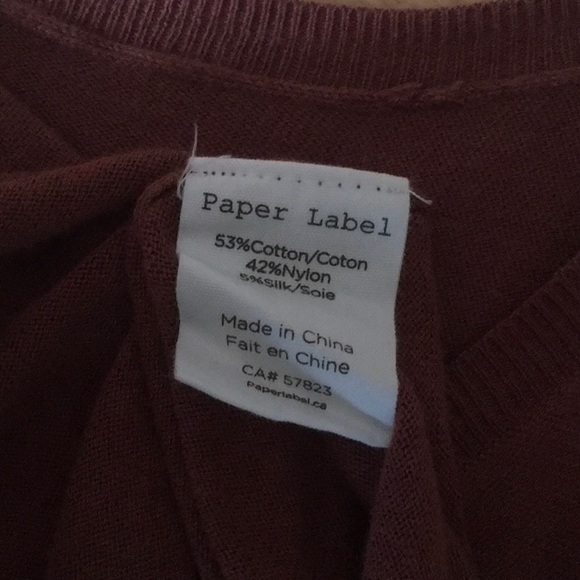 Paper Label
53%Cotton/Coton
42%Nylon
5%Silk/Soie
Made in China
Fait en Chine
CA# 57823
Paperlabel.ca